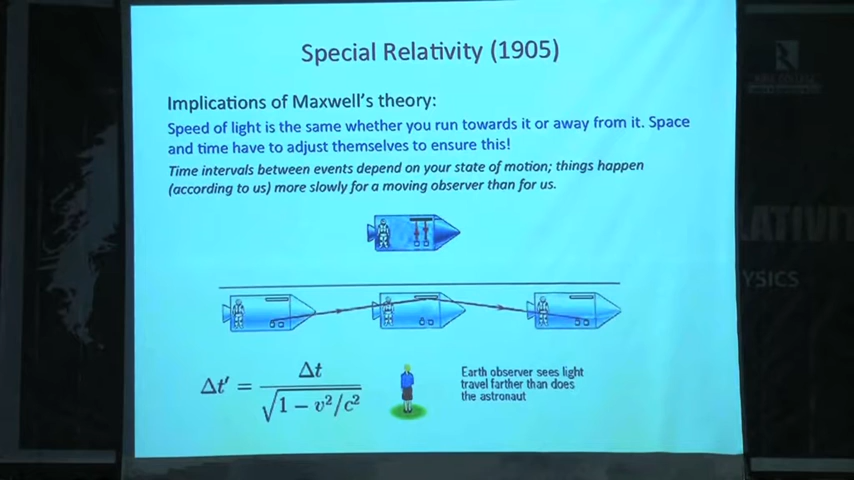 Special Relativity (1905)
Implications of Maxwell's theory:
Speed of light is the same whether you run towards it or away from it. Space
and time have to adjust themselves to ensure this!
Time intervals between events depend on your state of motion; things happen
(according to us) more slowly for a moving observer than for us.
Δt′ = Δt / √(1 − v²/c²)
Earth observer sees light
travel farther than does
the astronaut
LATIVIT
YSICS